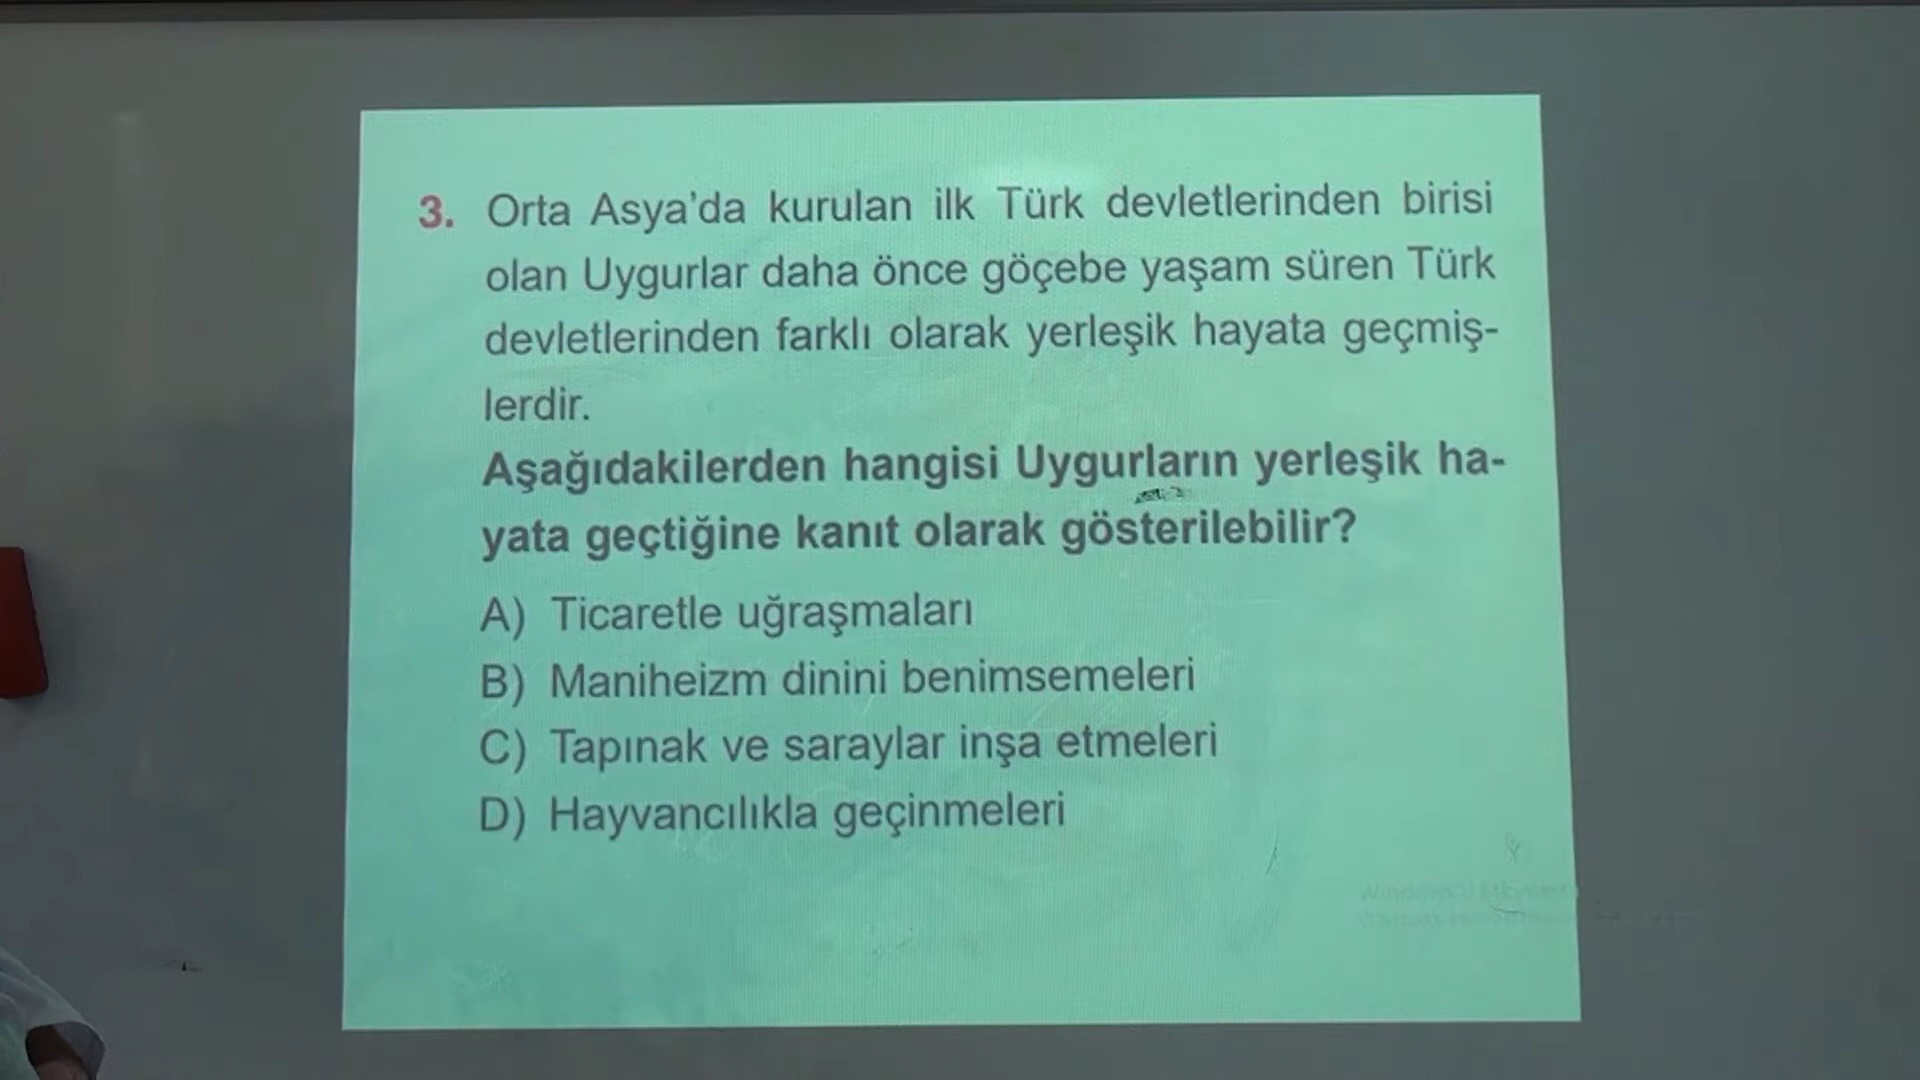 3. Orta Asya'da kurulan ilk Türk devletlerinden birisi
olan Uygurlar daha önce göçebe yaşam süren Türk
devletlerinden farklı olarak yerleşik hayata geçmiş-
lerdir.
Aşağıdakilerden hangisi Uygurların yerleşik ha-
yata geçtiğine kanıt olarak gösterilebilir?
A) Ticaretle uğraşmaları
B) Maniheizm dinini benimsemeleri
C) Tapınak ve saraylar inşa etmeleri
D) Hayvancılıkla geçinmeleri